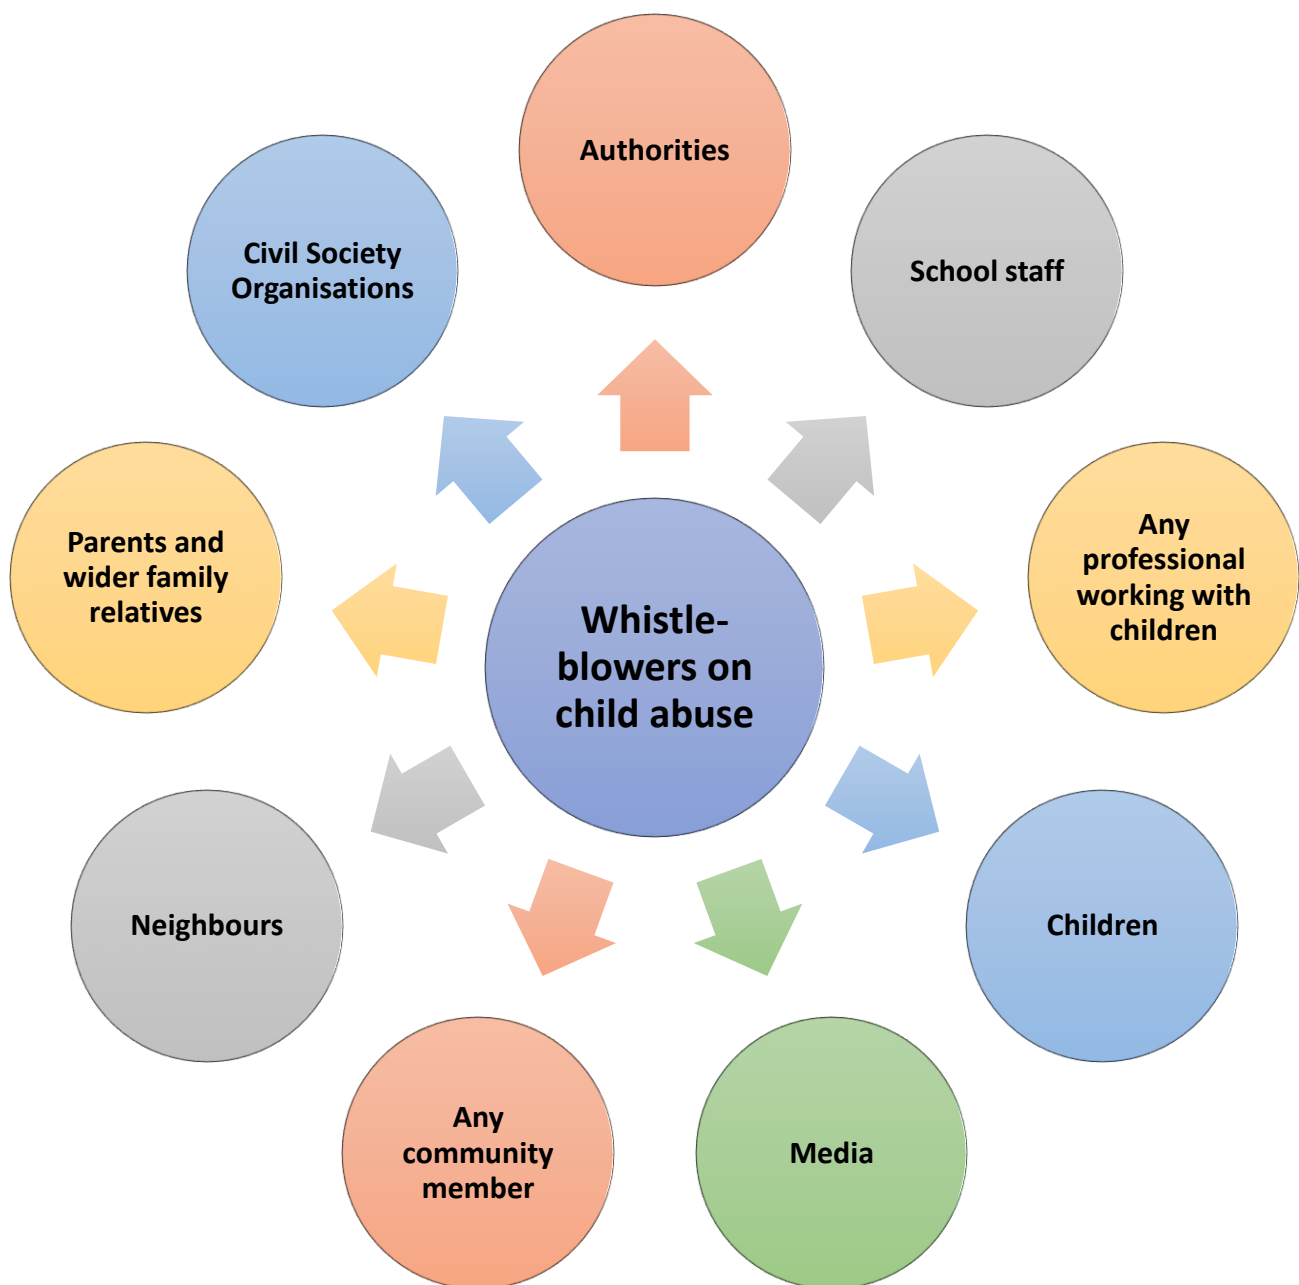 Authorities
Civil Society
Organisations
School staff
Parents and
wider family
relatives
Any
professional
working with
children
Whistle-
blowers on
child abuse
Neighbours
Children
Any
community
member
Media